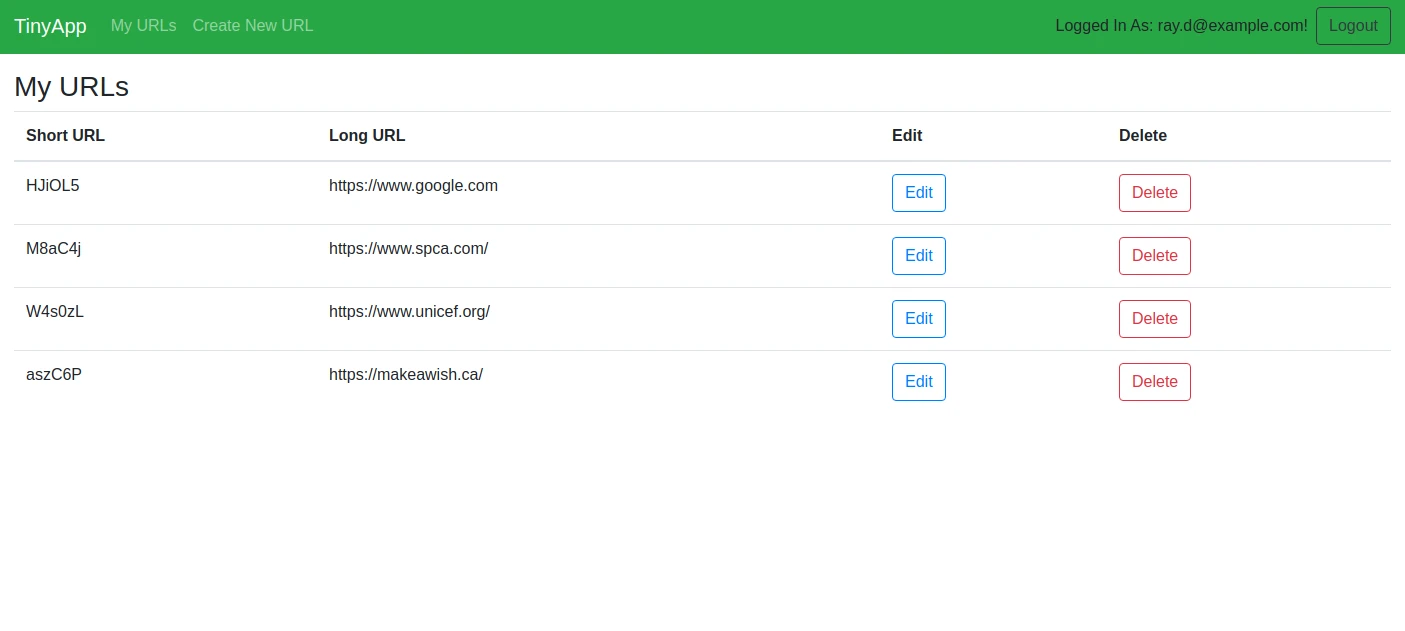 TinyApp My URLs Create New URL Logged In As: ray.d@example.com! Logout
My URLs
Short URL Long URL Edit Delete
HJiOL5 https://www.google.com Edit Delete
M8aC4j https://www.spca.com/ Edit Delete
W4s0zL https://www.unicef.org/ Edit Delete
aszC6P https://makeawish.ca/ Edit Delete